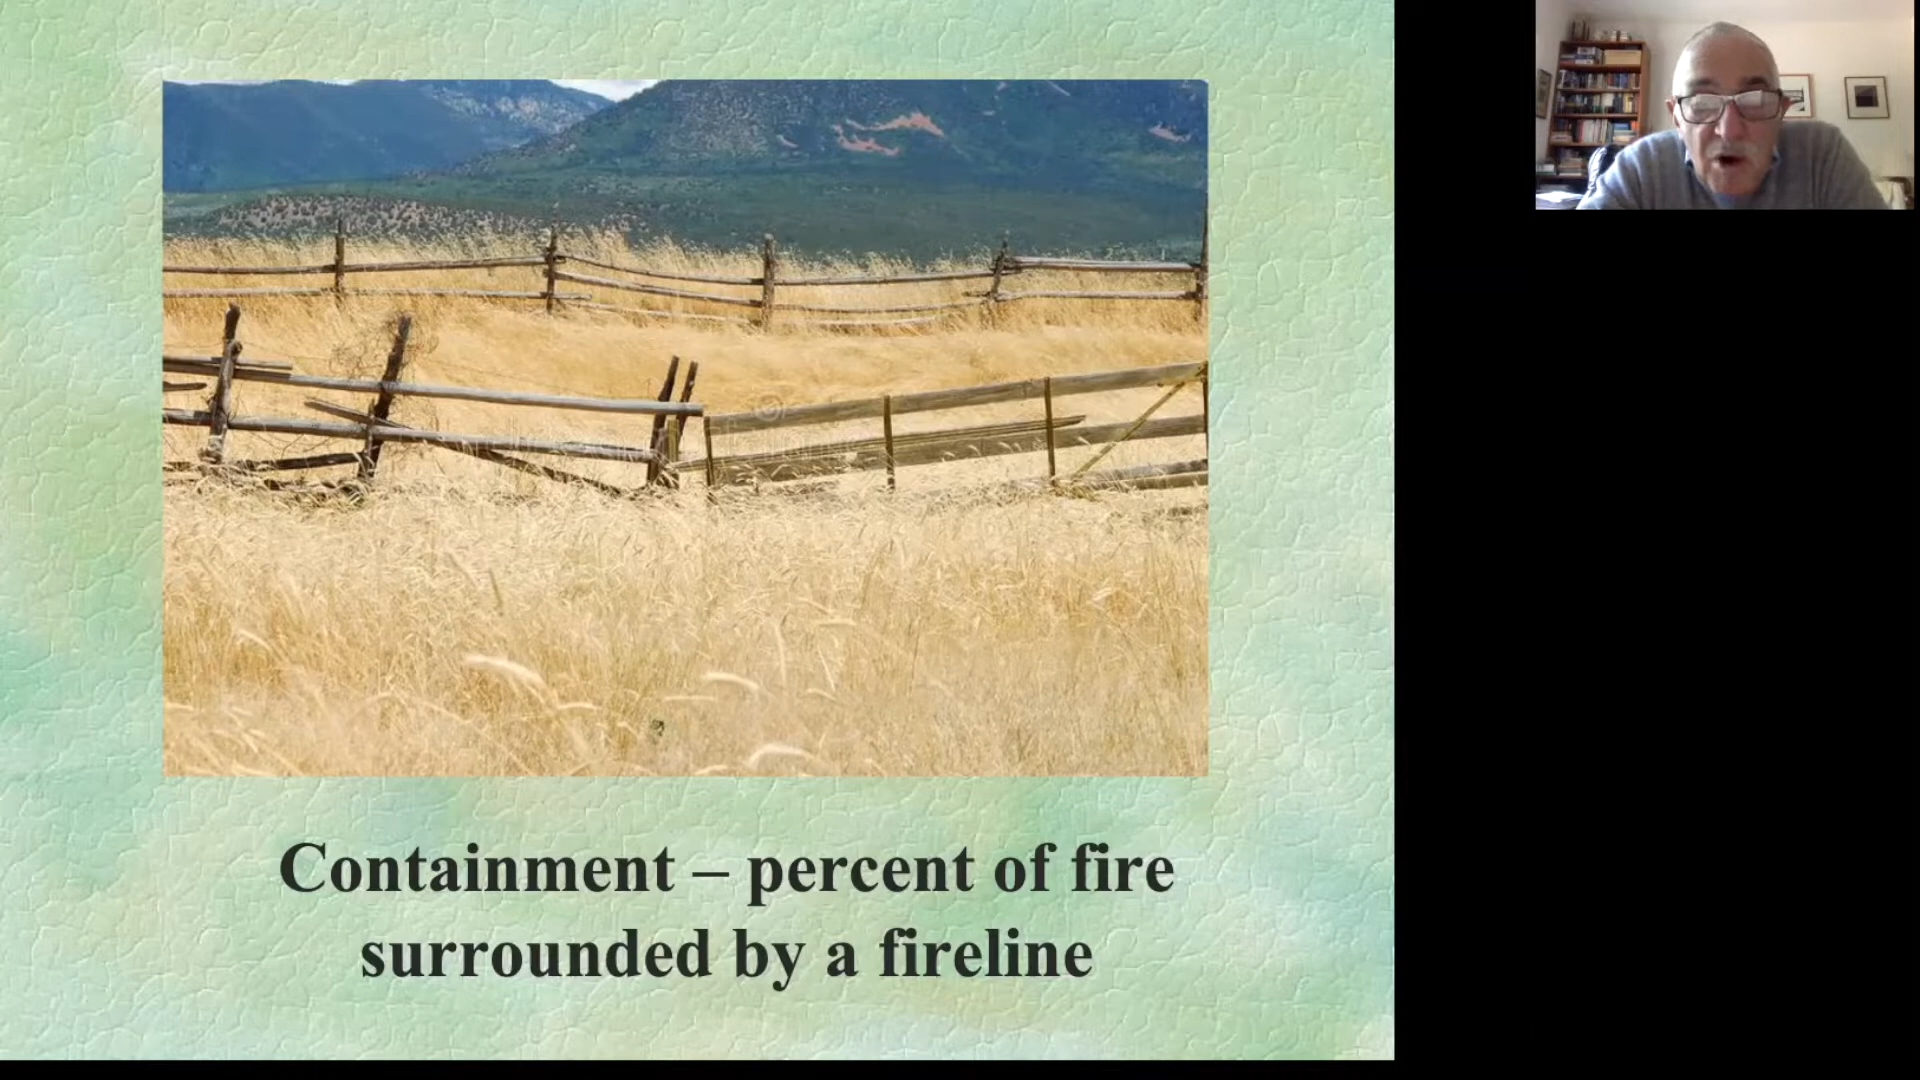 Containment – percent of fire
surrounded by a fireline